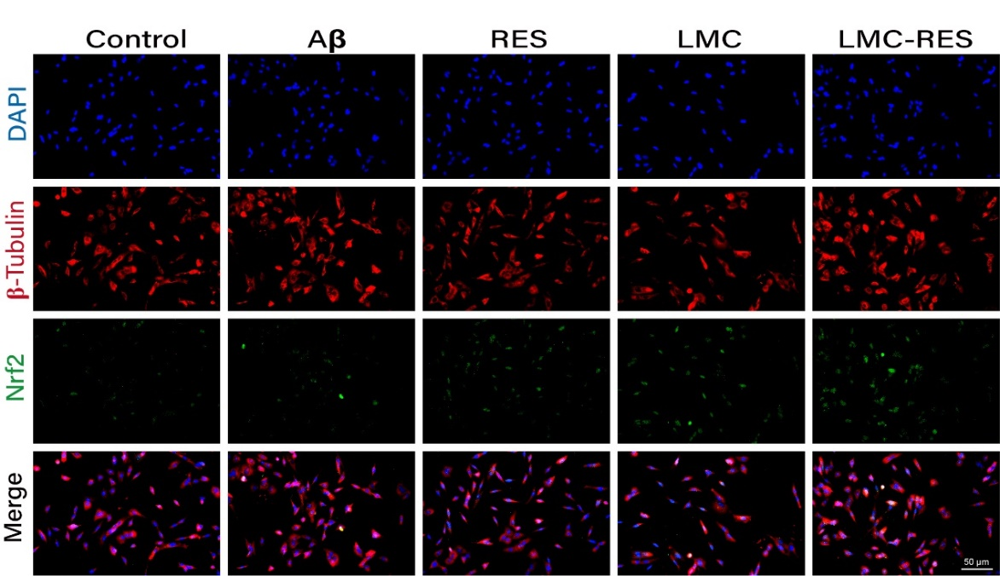 Control Aβ RES LMC LMC-RES
DAPI
β-Tubulin
Nrf2
Merge
50 µm